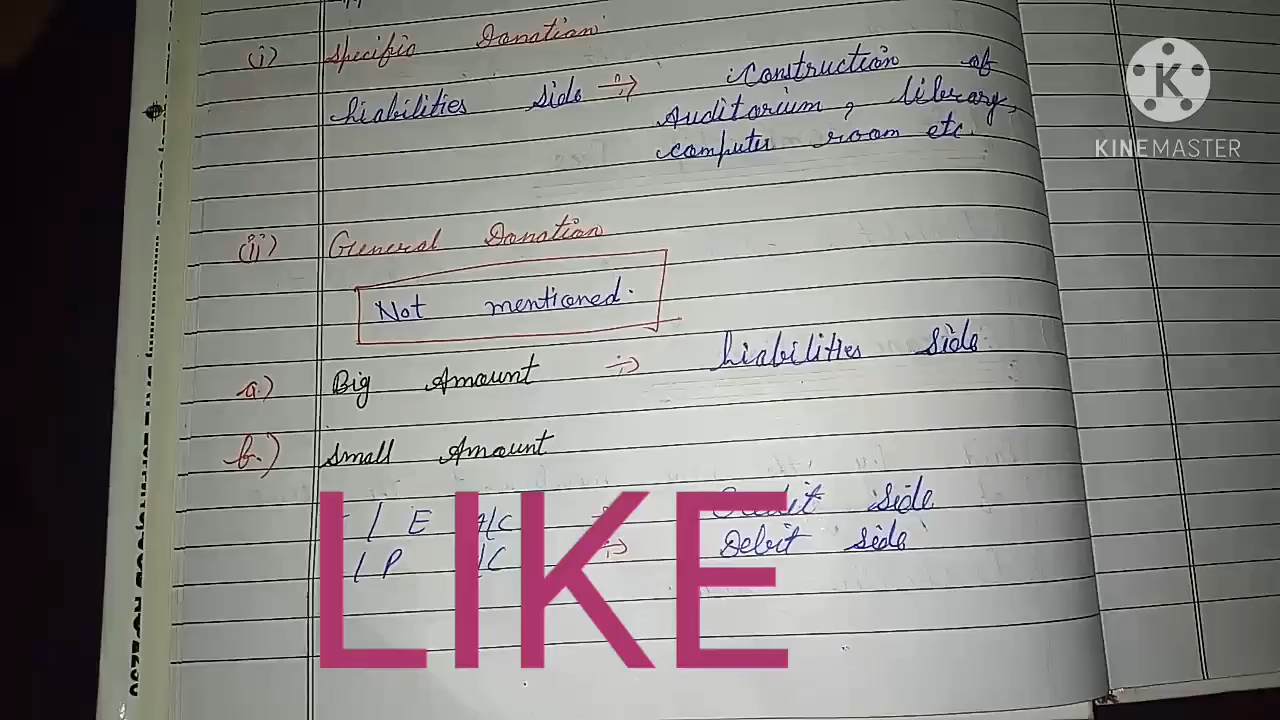 (i) Specific Donation
Liabilities side ⇒ Construction of
Auditorium, library,
computer room etc.
(ii) General Donation
Not mentioned.
a.) Big Amount ⇒ Liabilities side
b.) Small Amount
/ E A/C Credit side
/ P /C ⇒ Debit side
LIKE
K
KINEMASTER